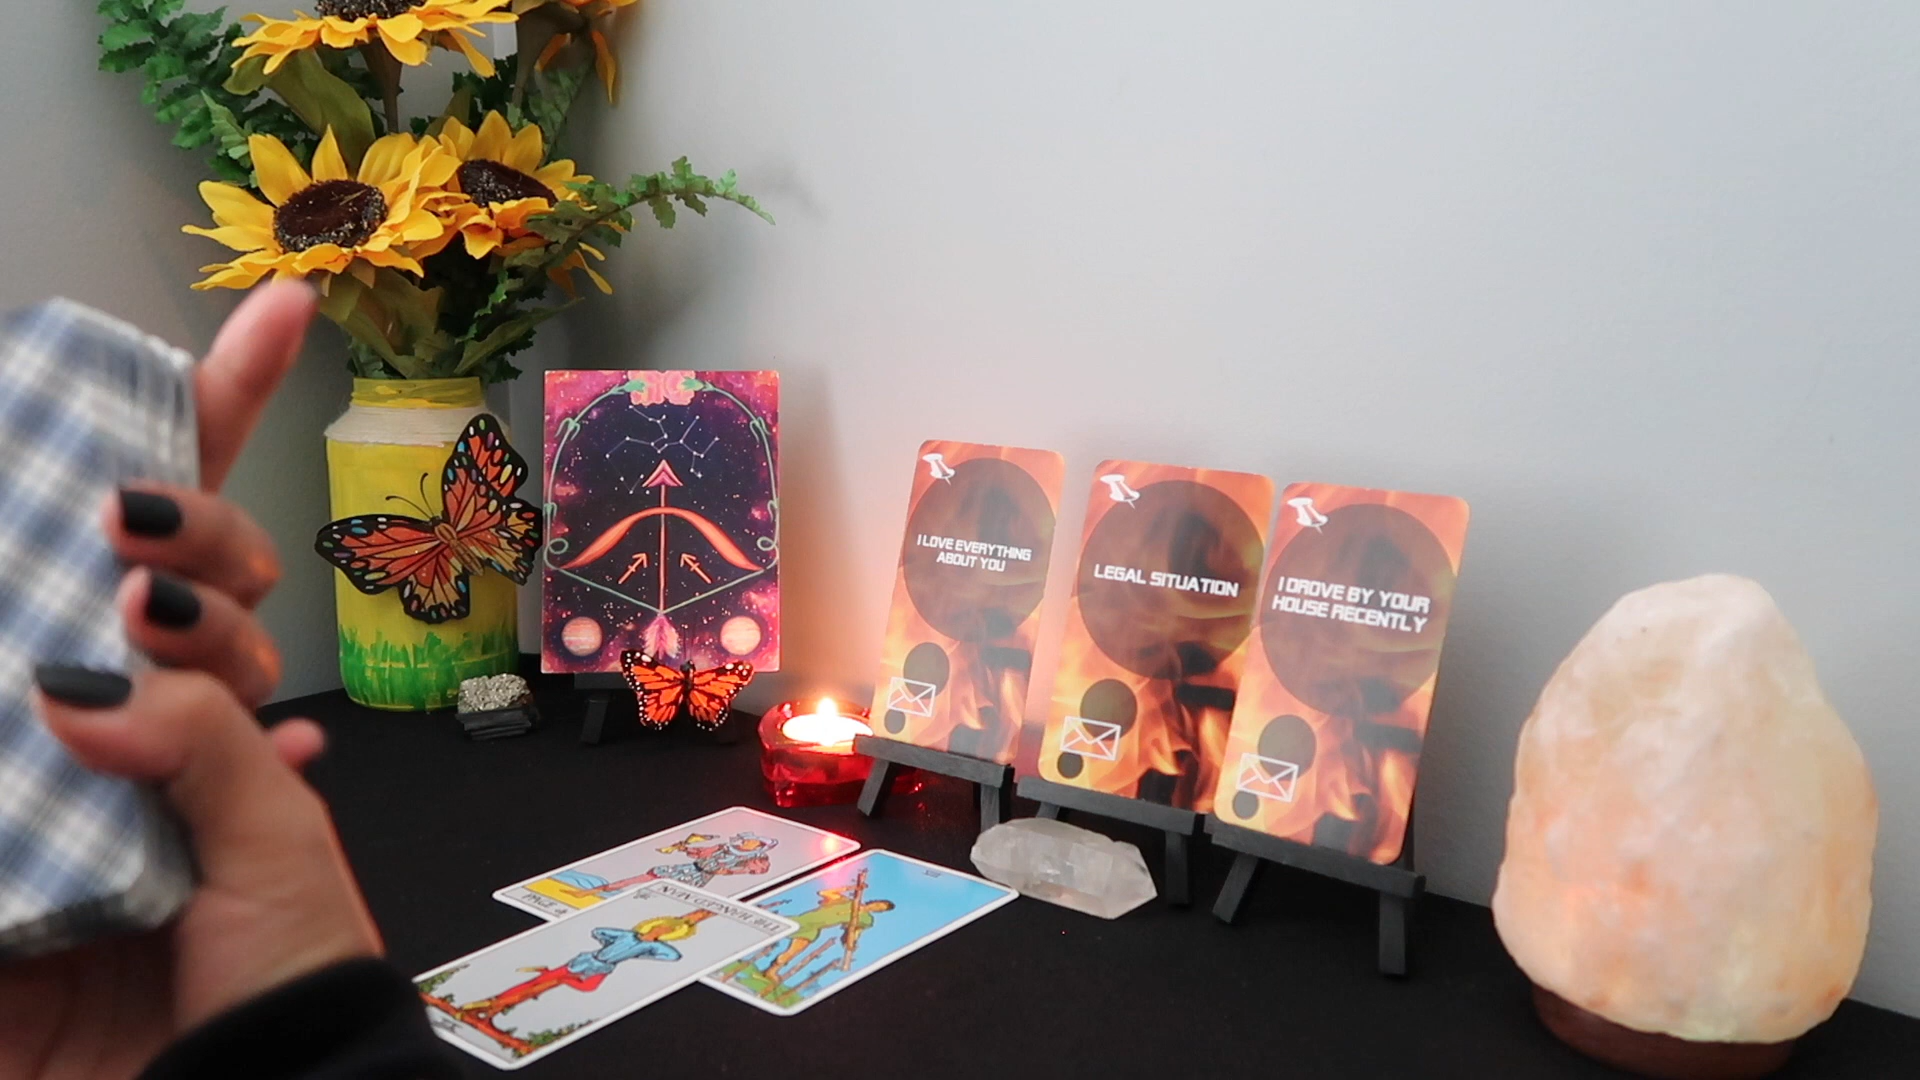 I LOVE EVERYTHING
ABOUT YOU
LEGAL SITUATION
I DROVE BY YOUR
HOUSE RECENTLY
THE HANGED MAN